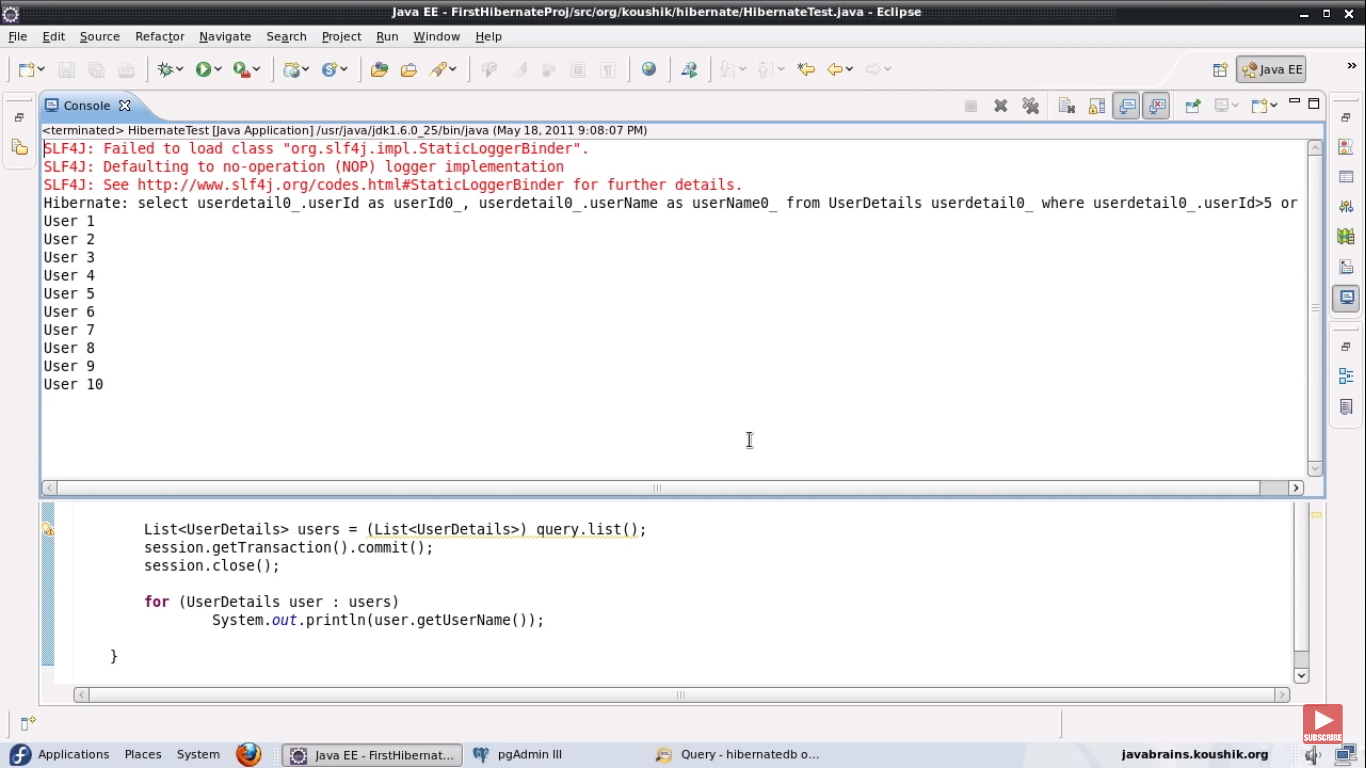 Java EE - FirstHibernateProj/src/org/koushik/hibernate/HibernateTest.java - Eclipse
File Edit Source Refactor Navigate Search Project Run Window Help
Java EE
Console
<terminated> HibernateTest [Java Application] /usr/java/jdk1.6.0_25/bin/java (May 18, 2011 9:08:07 PM)
SLF4J: Failed to load class "org.slf4j.impl.StaticLoggerBinder".
SLF4J: Defaulting to no-operation (NOP) logger implementation
SLF4J: See http://www.slf4j.org/codes.html#StaticLoggerBinder for further details.
Hibernate: select userdetail0_.userId as userId0_, userdetail0_.userName as userName0_ from UserDetails userdetail0_ where userdetail0_.userId>5 or
User 1
User 2
User 3
User 4
User 5
User 6
User 7
User 8
User 9
User 10
List<UserDetails> users = (List<UserDetails>) query.list();
session.getTransaction().commit();
session.close();
for (UserDetails user : users)
System.out.println(user.getUserName());
}
SUBSCRIBE
Applications Places System Java EE - FirstHibernat... pgAdmin III Query - hibernatedb o... javabrains.koushik.org